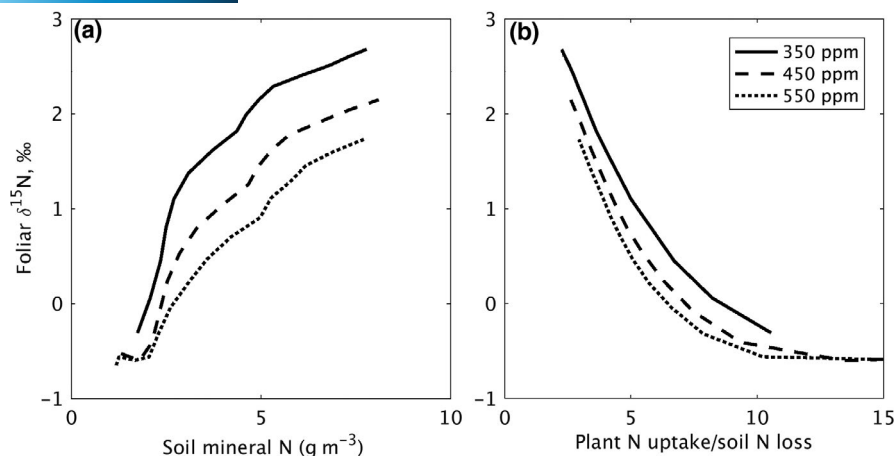 (a)
3
2
1
0
−1
Foliar δ¹⁵N, ‰
0
5
10
Soil mineral N (g m⁻³)
(b)
3
2
1
0
−1
350 ppm
450 ppm
550 ppm
0
5
10
15
Plant N uptake/soil N loss